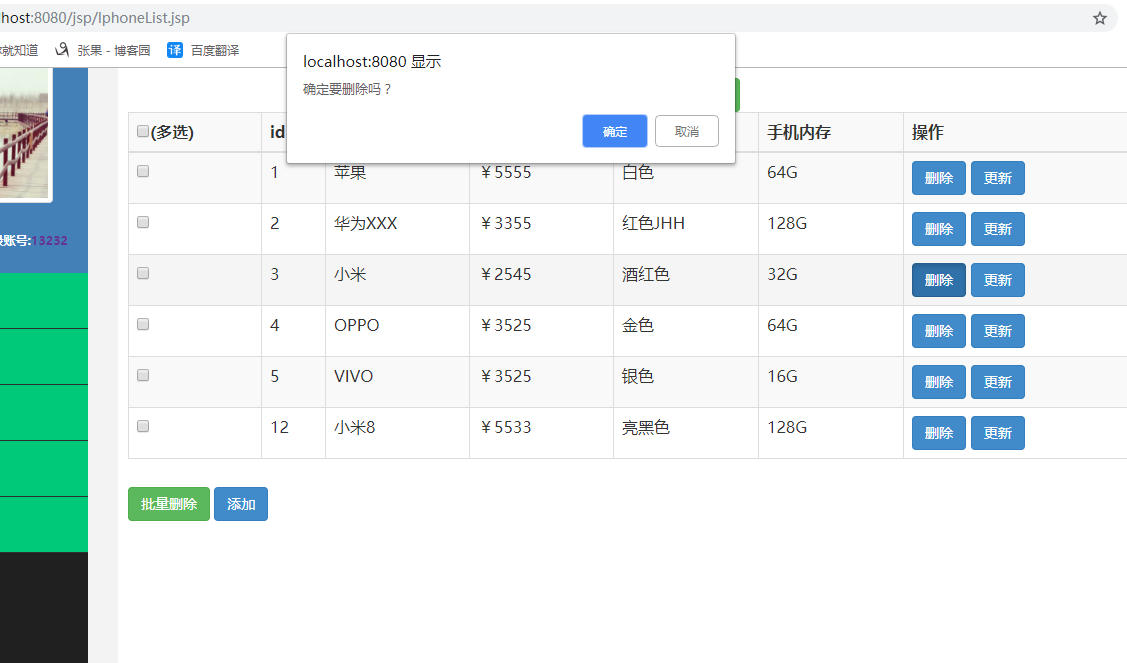 lhost:8080/jsp/IphoneList.jsp
就知道 张果 - 博客园 译 百度翻译
localhost:8080 显示
确定要删除吗？
确定 取消
(多选) id 手机内存 操作
1 苹果 ￥5555 白色 64G 删除 更新
2 华为XXX ￥3355 红色JHH 128G 删除 更新
账号:13232
3 小米 ￥2545 酒红色 32G 删除 更新
4 OPPO ￥3525 金色 64G 删除 更新
5 VIVO ￥3525 银色 16G 删除 更新
12 小米8 ￥5533 亮黑色 128G 删除 更新
批量删除 添加